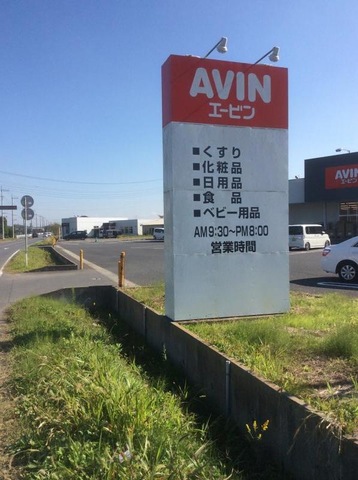 AVIN
エービン
■くすり
■化粧品
■日用品
■食 品
■ベビー用品
AM9:30~PM8:00
営業時間
AVIN